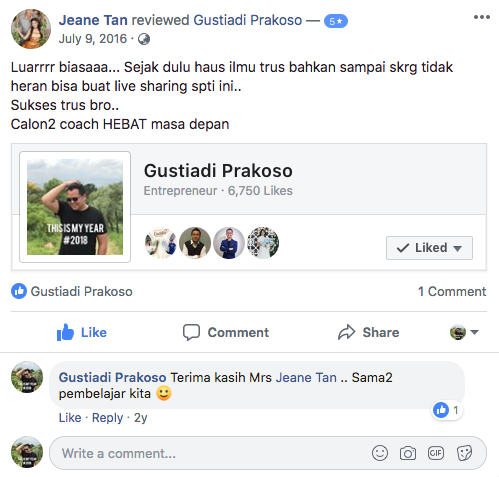 Jeane Tan reviewed Gustiadi Prakoso — 5★
July 9, 2016 ·
Luarrrr biasaaa... Sejak dulu haus ilmu trus bahkan sampai skrg tidak
heran bisa buat live sharing spti ini..
Sukses trus bro..
Calon2 coach HEBAT masa depan
THIS IS MY YEAR
#2018
Gustiadi Prakoso
Entrepreneur · 6,750 Likes
Liked
Gustiadi Prakoso
1 Comment
Like
Comment
Share
Gustiadi Prakoso Terima kasih Mrs Jeane Tan .. Sama2
pembelajar kita 🙂
1
Like · Reply · 2y
Write a comment...
GIF